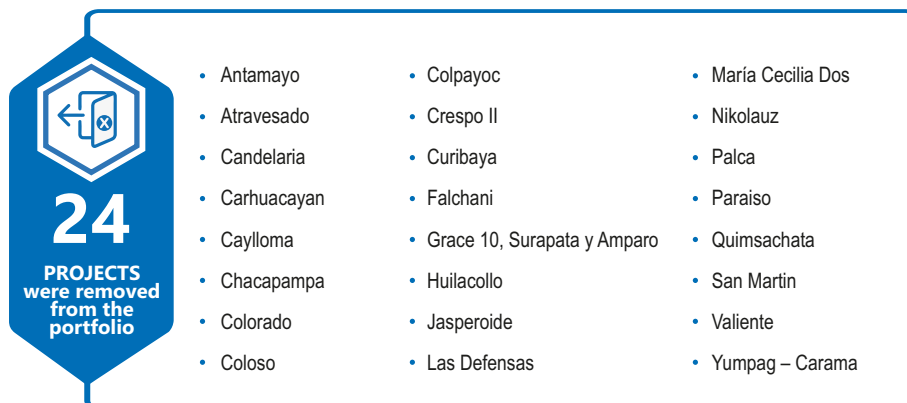 24
PROJECTS
were removed
from the
portfolio
• Antamayo
• Atravesado
• Candelaria
• Carhuacayan
• Caylloma
• Chacapampa
• Colorado
• Coloso
• Colpayoc
• Crespo II
• Curibaya
• Falchani
• Grace 10, Surapata y Amparo
• Huilacollo
• Jasperoide
• Las Defensas
• María Cecilia Dos
• Nikolauz
• Palca
• Paraiso
• Quimsachata
• San Martin
• Valiente
• Yumpag – Carama